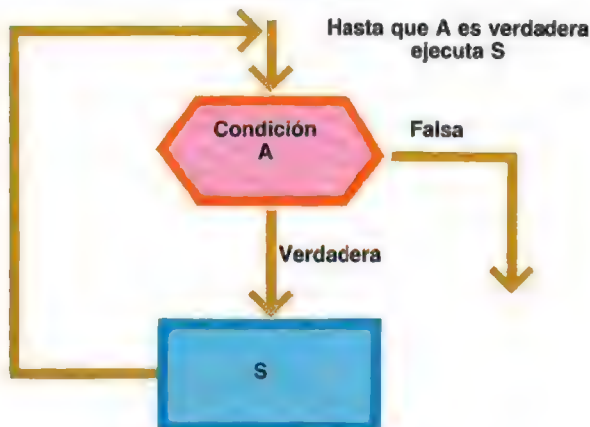 Hasta que A es verdadera
ejecuta S
Condición
A
Falsa
Verdadera
S